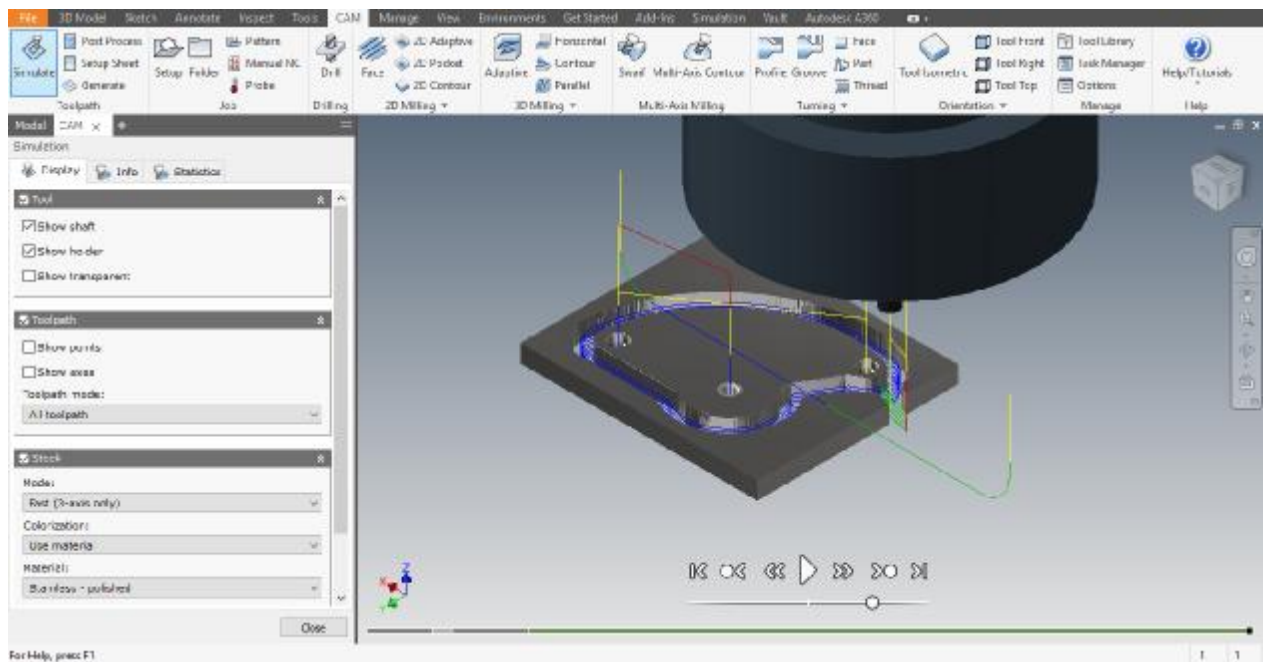 File 3D Model Sketch Annotate Inspect Tools CAM Manage View Environments Get Started Add-Ins Simulation Vault Autodesk A360
Simulate
Post Process
Setup Sheet
Generate
Toolpath
Setup Folder
Pattern
Manual NC
Probe
Job
Drill
Drilling
Face
2D Adaptive
2D Pocket
2D Contour
2D Milling
Adaptive
Horizontal
Contour
Parallel
3D Milling
Swarf Multi-Axis Contour
Multi-Axis Milling
Profile Groove
Face
Part
Thread
Turning
Tool Isometric
Tool Front
Tool Right
Tool Top
Orientation
Tool Library
Task Manager
Options
Manage
Help/Tutorials
Help
Model CAM
Simulation
Display Info Statistics
Tool
Show shaft
Show holder
Show transparent
Toolpath
Show points
Show axes
Toolpath mode:
All toolpath
Stock
Mode:
Fast (3-axis only)
Colorization:
Use material
Material:
Stainless - polished
Close
X
Y
Z
For Help, press F1
1 1